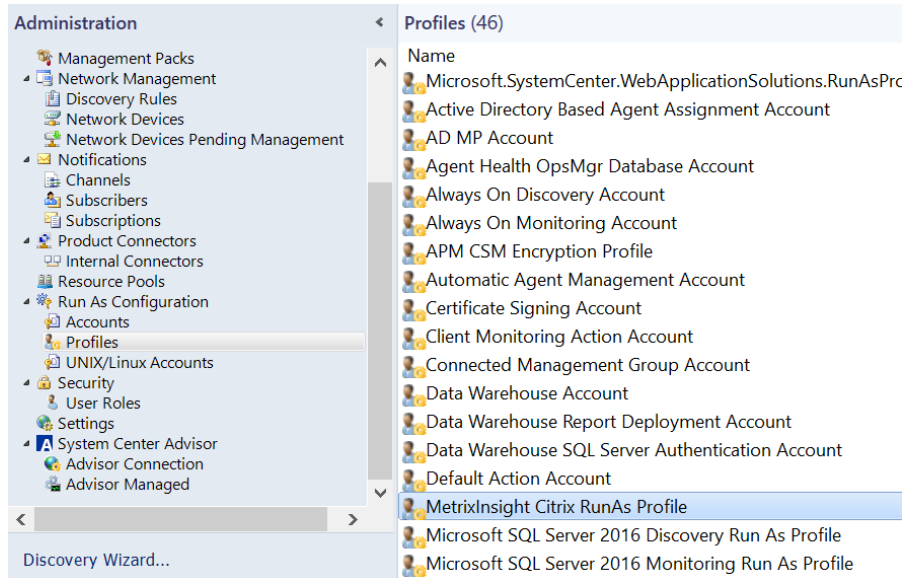 Administration
Management Packs
Network Management
Discovery Rules
Network Devices
Network Devices Pending Management
Notifications
Channels
Subscribers
Subscriptions
Product Connectors
Internal Connectors
Resource Pools
Run As Configuration
Accounts
Profiles
UNIX/Linux Accounts
Security
User Roles
Settings
System Center Advisor
Advisor Connection
Advisor Managed
Discovery Wizard...
Profiles (46)
Name
Microsoft.SystemCenter.WebApplicationSolutions.RunAsPro
Active Directory Based Agent Assignment Account
AD MP Account
Agent Health OpsMgr Database Account
Always On Discovery Account
Always On Monitoring Account
APM CSM Encryption Profile
Automatic Agent Management Account
Certificate Signing Account
Client Monitoring Action Account
Connected Management Group Account
Data Warehouse Account
Data Warehouse Report Deployment Account
Data Warehouse SQL Server Authentication Account
Default Action Account
MetrixInsight Citrix RunAs Profile
Microsoft SQL Server 2016 Discovery Run As Profile
Microsoft SQL Server 2016 Monitoring Run As Profile